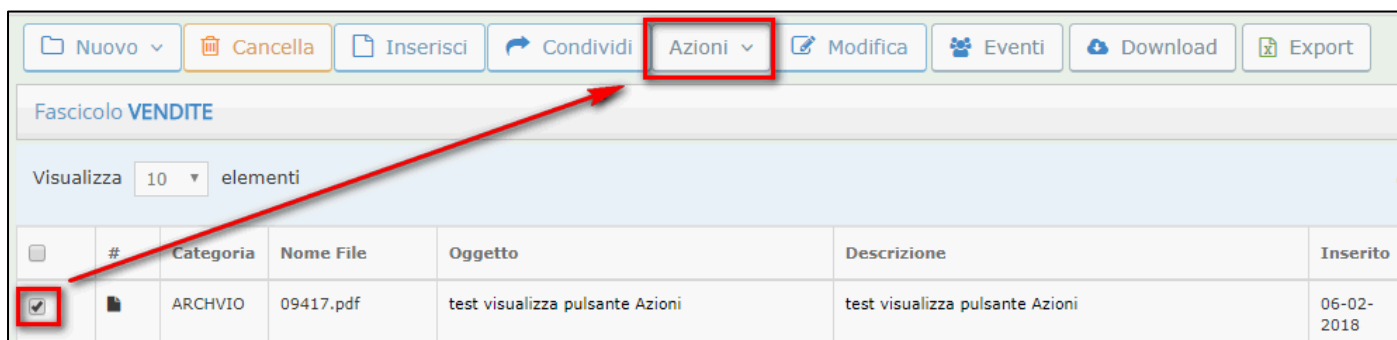 Nuovo Cancella Inserisci Condividi Azioni Modifica Eventi Download Export
Fascicolo VENDITE
Visualizza 10 elementi
# Categoria Nome File Oggetto Descrizione Inserito
ARCHVIO 09417.pdf test visualizza pulsante Azioni test visualizza pulsante Azioni 06-02-
2018